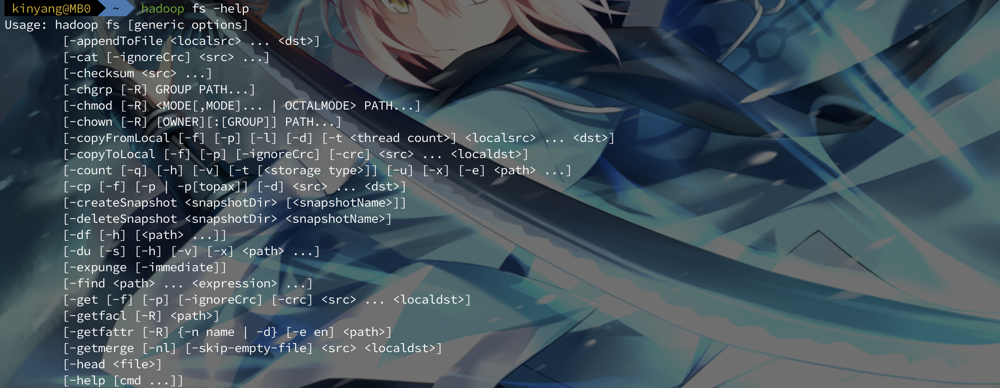 kinyang@MB0 ~ hadoop fs -help
Usage: hadoop fs [generic options]
[-appendToFile <localsrc> ... <dst>]
[-cat [-ignoreCrc] <src> ...]
[-checksum <src> ...]
[-chgrp [-R] GROUP PATH...]
[-chmod [-R] <MODE[,MODE]... | OCTALMODE> PATH...]
[-chown [-R] [OWNER][:[GROUP]] PATH...]
[-copyFromLocal [-f] [-p] [-l] [-d] [-t <thread count>] <localsrc> ... <dst>]
[-copyToLocal [-f] [-p] [-ignoreCrc] [-crc] <src> ... <localdst>]
[-count [-q] [-h] [-v] [-t [<storage type>]] [-u] [-x] [-e] <path> ...]
[-cp [-f] [-p | -p[topax]] [-d] <src> ... <dst>]
[-createSnapshot <snapshotDir> [<snapshotName>]]
[-deleteSnapshot <snapshotDir> <snapshotName>]
[-df [-h] [<path> ...]]
[-du [-s] [-h] [-v] [-x] <path> ...]
[-expunge [-immediate]]
[-find <path> ... <expression> ...]
[-get [-f] [-p] [-ignoreCrc] [-crc] <src> ... <localdst>]
[-getfacl [-R] <path>]
[-getfattr [-R] {-n name | -d} [-e en] <path>]
[-getmerge [-nl] [-skip-empty-file] <src> <localdst>]
[-head <file>]
[-help [cmd ...]]